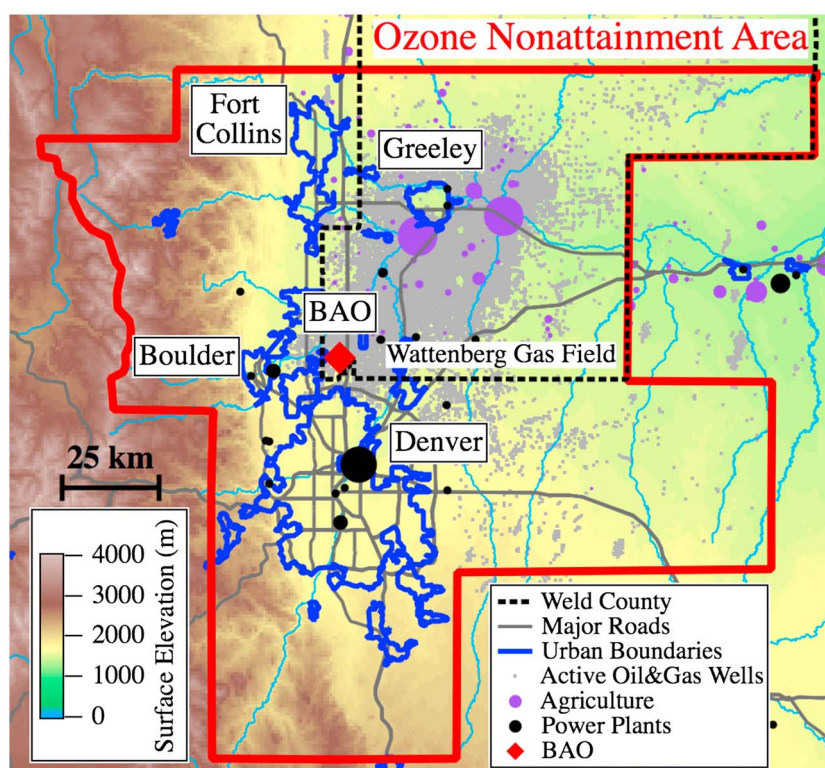 Ozone Nonattainment Area
Fort
Collins
Greeley
BAO
Boulder
Wattenberg Gas Field
Denver
25 km
4000
3000
2000
1000
0
Surface Elevation (m)
Weld County
Major Roads
Urban Boundaries
Active Oil&Gas Wells
Agriculture
Power Plants
BAO